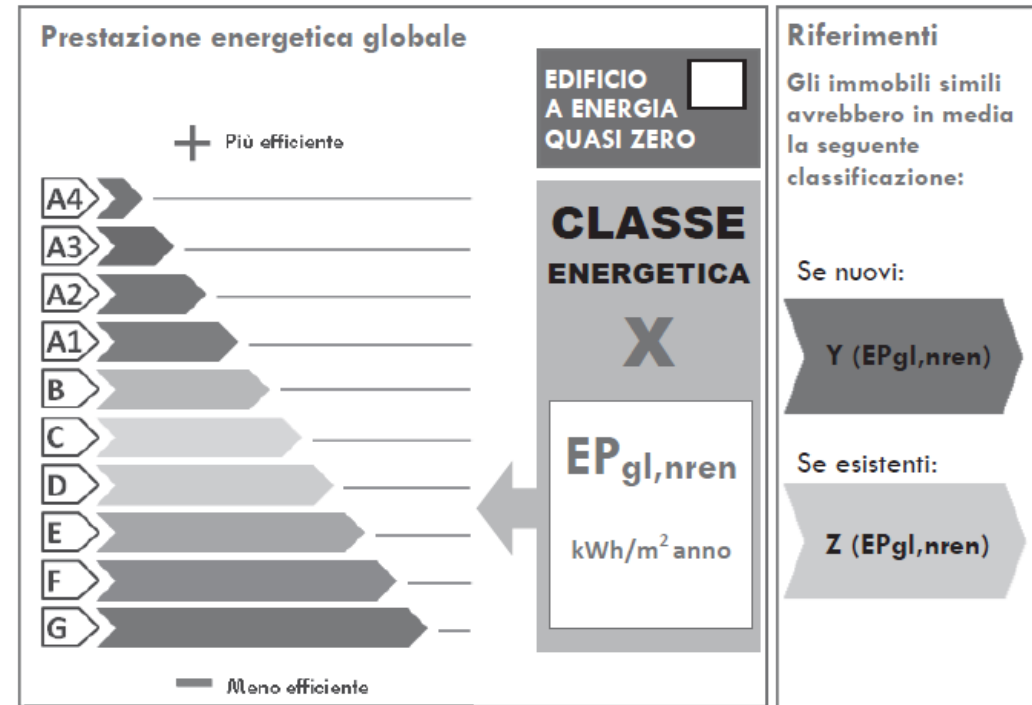 Prestazione energetica globale
+ Più efficiente
A4
A3
A2
A1
B
C
D
E
F
G
Meno efficiente
EDIFICIO
A ENERGIA
QUASI ZERO
CLASSE
ENERGETICA
X
EPgl,nren
kWh/m² anno
Riferimenti
Gli immobili simili
avrebbero in media
la seguente
classificazione:
Se nuovi:
Y (EPgl,nren)
Se esistenti:
Z (EPgl,nren)